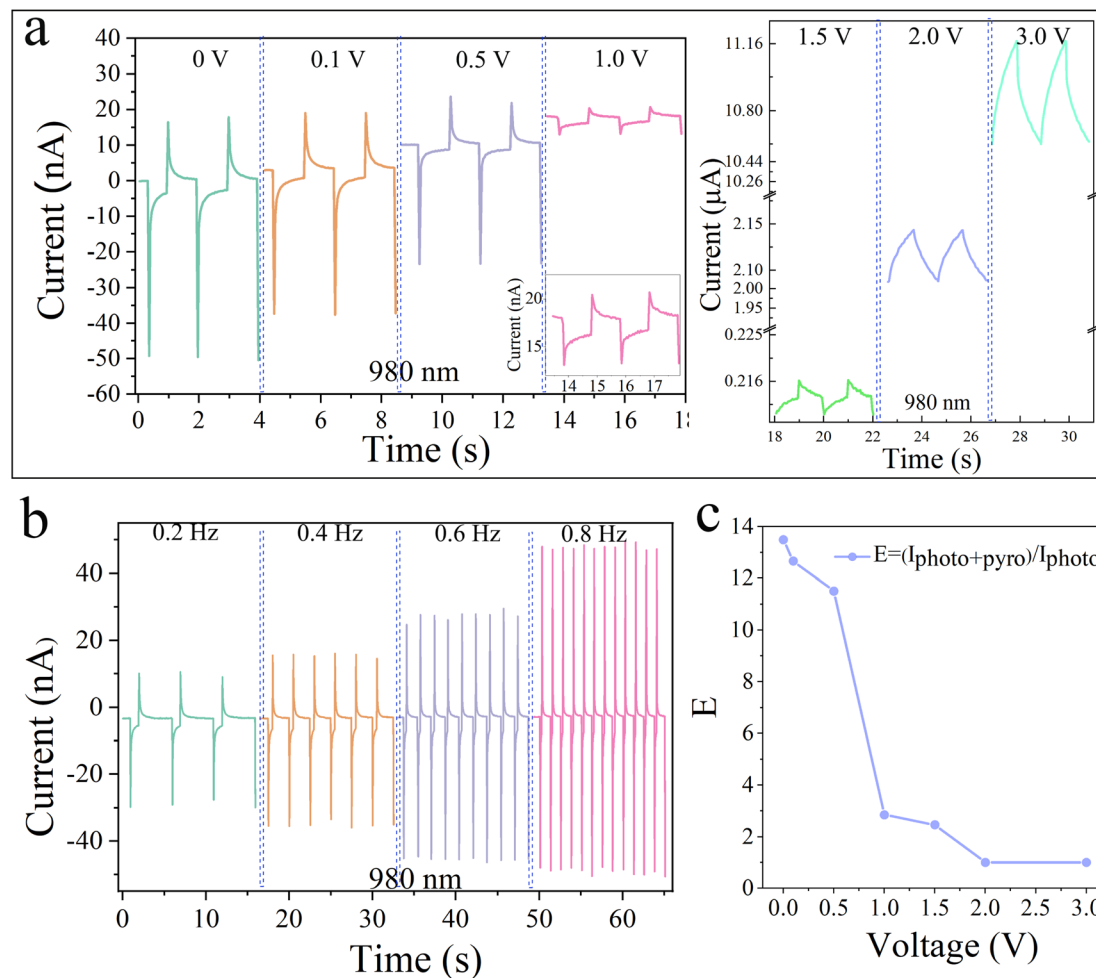 a
0 V
0.1 V
0.5 V
1.0 V
40
30
20
10
0
-10
-20
-30
-40
-50
-60
Current (nA)
980 nm
0
2
4
6
8
10
12
14
16
18
Time (s)
Current (nA)
20
15
14
15
16
17
1.5 V
2.0 V
3.0 V
11.16
10.80
10.44
10.26
2.15
2.10
2.00
1.95
0.225
0.216
Current (μA)
980 nm
18
20
22
24
26
28
30
Time (s)
b
0.2 Hz
0.4 Hz
0.6 Hz
0.8 Hz
40
20
0
-20
-40
Current (nA)
980 nm
0
10
20
30
40
50
60
Time (s)
c
14
12
10
8
6
4
2
0
E
E=(Iphoto+pyro)/Iphoto
0.0
0.5
1.0
1.5
2.0
2.5
3.0
Voltage (V)